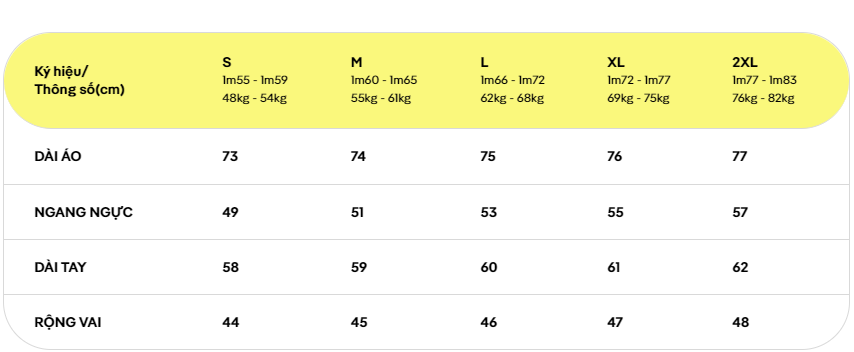 Ký hiệu/ S M L XL 2XL
Thông số(cm) 1m55 - 1m59 1m60 - 1m65 1m66 - 1m72 1m72 - 1m77 1m77 - 1m83
48kg - 54kg 55kg - 61kg 62kg - 68kg 69kg - 75kg 76kg - 82kg
DÀI ÁO 73 74 75 76 77
NGANG NGỰC 49 51 53 55 57
DÀI TAY 58 59 60 61 62
RỘNG VAI 44 45 46 47 48